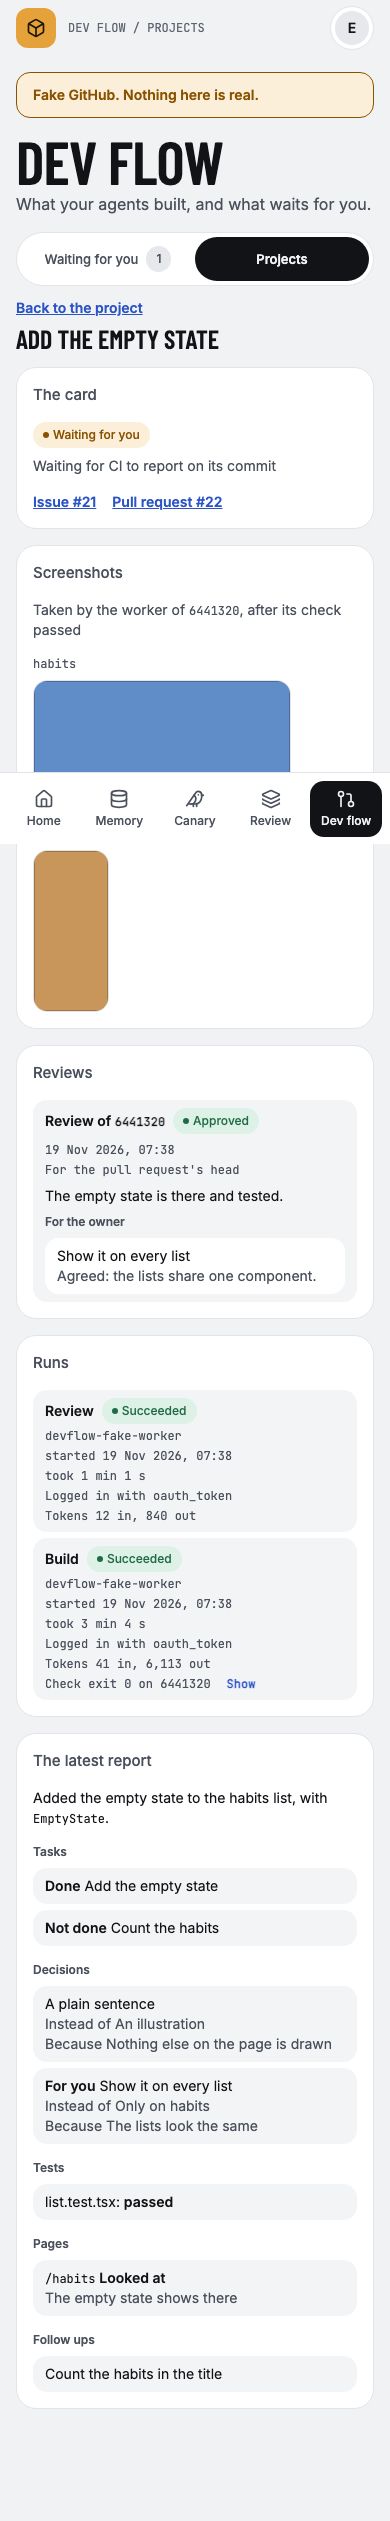 DEV FLOW / PROJECTS
E
Fake GitHub. Nothing here is real.
DEV FLOW
What your agents built, and what waits for you.
Waiting for you 1
Projects
Back to the project
ADD THE EMPTY STATE
The card
Waiting for you
Waiting for CI to report on its commit
Issue #21 Pull request #22
Screenshots
Taken by the worker of 6441320, after its check
passed
habits
Home Memory Canary Review Dev flow
Reviews
Review of 6441320 Approved
19 Nov 2026, 07:38
For the pull request's head
The empty state is there and tested.
For the owner
Show it on every list
Agreed: the lists share one component.
Runs
Review Succeeded
devflow-fake-worker
started 19 Nov 2026, 07:38
took 1 min 1 s
Logged in with oauth_token
Tokens 12 in, 840 out
Build Succeeded
devflow-fake-worker
started 19 Nov 2026, 07:38
took 3 min 4 s
Logged in with oauth_token
Tokens 41 in, 6,113 out
Check exit 0 on 6441320 Show
The latest report
Added the empty state to the habits list, with
EmptyState.
Tasks
Done Add the empty state
Not done Count the habits
Decisions
A plain sentence
Instead of An illustration
Because Nothing else on the page is drawn
For you Show it on every list
Instead of Only on habits
Because The lists look the same
Tests
list.test.tsx: passed
Pages
/habits Looked at
The empty state shows there
Follow ups
Count the habits in the title